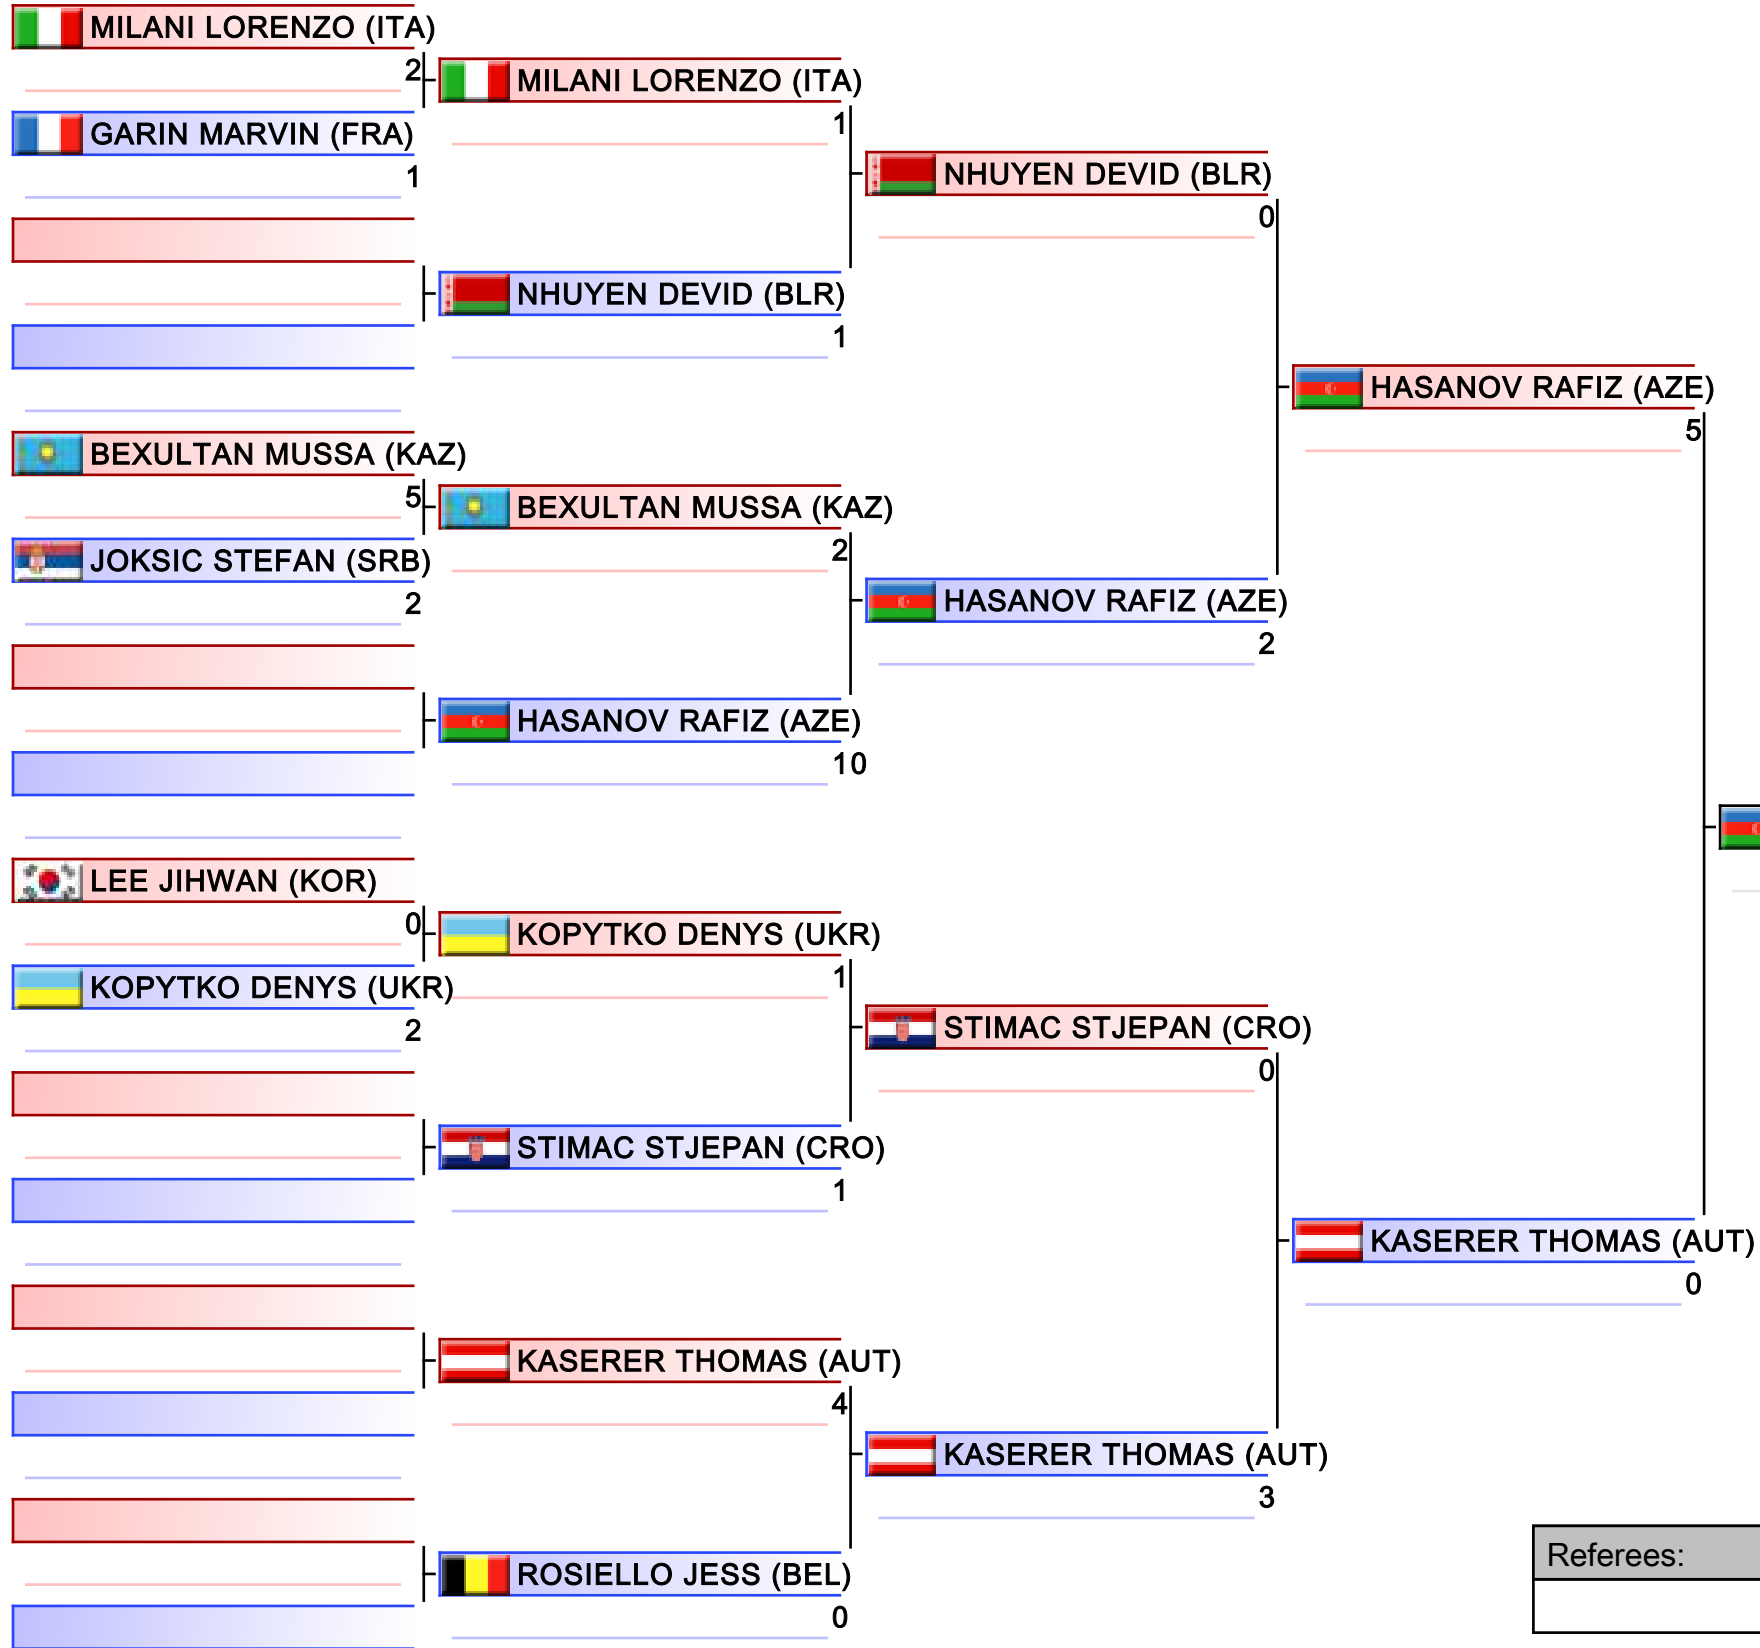 MILANI LORENZO (ITA)
2
GARIN MARVIN (FRA)
1
BEXULTAN MUSSA (KAZ)
5
JOKSIC STEFAN (SRB)
2
LEE JIHWAN (KOR)
0
KOPYTKO DENYS (UKR)
2
MILANI LORENZO (ITA)
1
NHUYEN DEVID (BLR)
1
BEXULTAN MUSSA (KAZ)
2
HASANOV RAFIZ (AZE)
10
KOPYTKO DENYS (UKR)
1
STIMAC STJEPAN (CRO)
1
KASERER THOMAS (AUT)
4
ROSIELLO JESS (BEL)
0
NHUYEN DEVID (BLR)
0
HASANOV RAFIZ (AZE)
2
STIMAC STJEPAN (CRO)
0
KASERER THOMAS (AUT)
3
HASANOV RAFIZ (AZE)
5
KASERER THOMAS (AUT)
0
Referees: